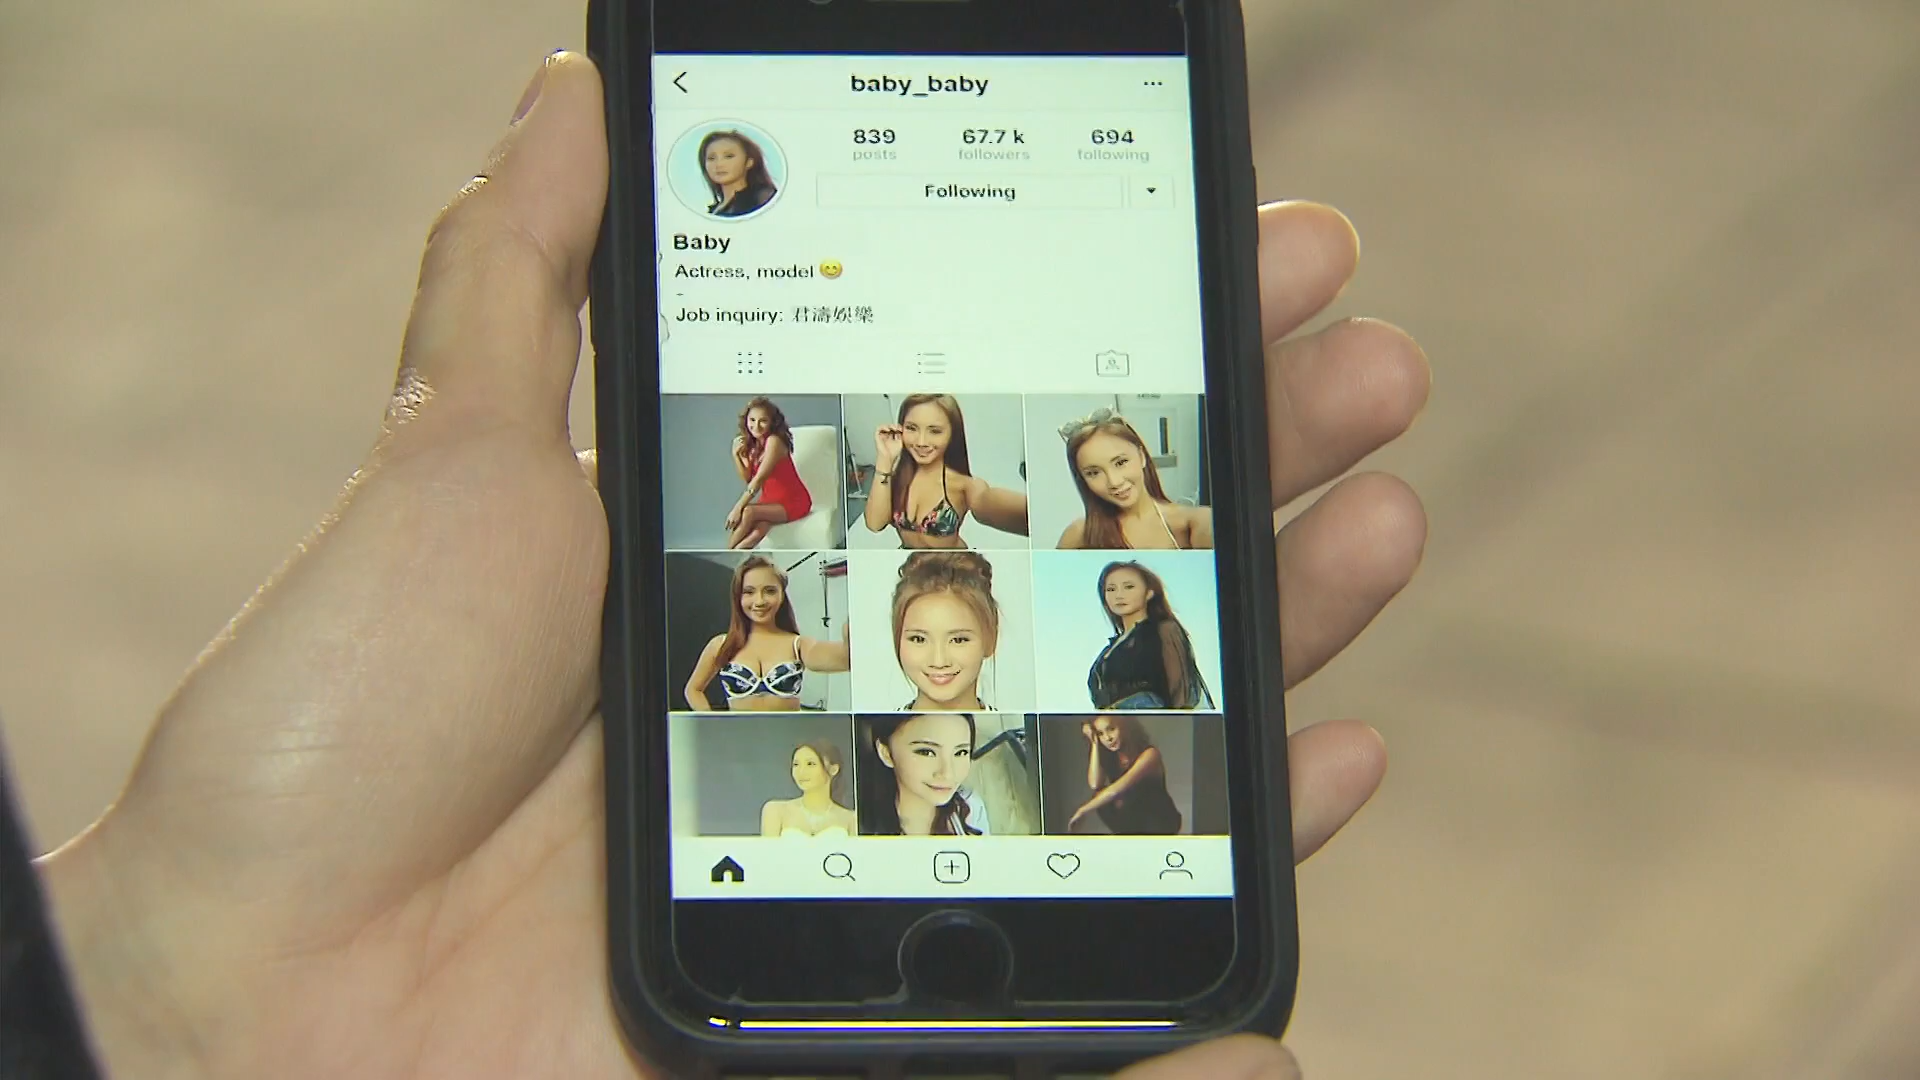 baby_baby
839 67.7 k 694
posts followers following
Following
Baby
Actress, model 😊
-
Job inquiry: 君濤娛樂